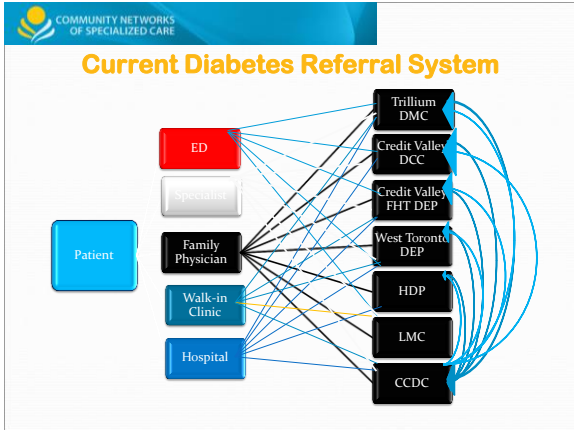 COMMUNITY NETWORKS
OF SPECIALIZED CARE
Current Diabetes Referral System
Patient
ED
Specialist
Family
Physician
Walk-in
Clinic
Hospital
Trillium
DMC
Credit Valley
DCC
Credit Valley
FHT DEP
West Toronto
DEP
HDP
LMC
CCDC